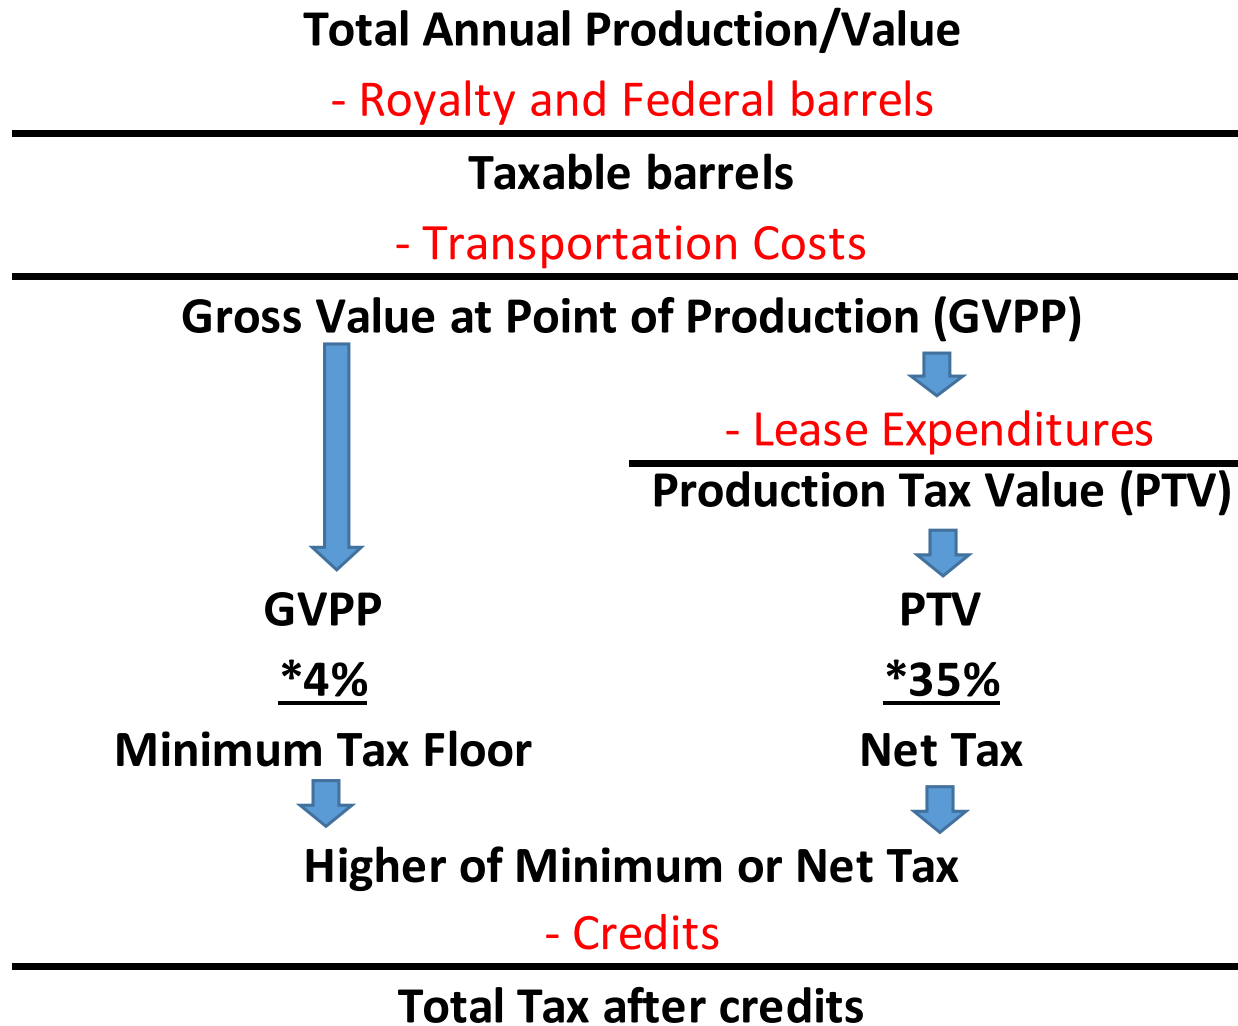 Total Annual Production/Value
- Royalty and Federal barrels
Taxable barrels
- Transportation Costs
Gross Value at Point of Production (GVPP)
- Lease Expenditures
Production Tax Value (PTV)
GVPP
PTV
*4%
*35%
Minimum Tax Floor
Net Tax
Higher of Minimum or Net Tax
- Credits
Total Tax after credits